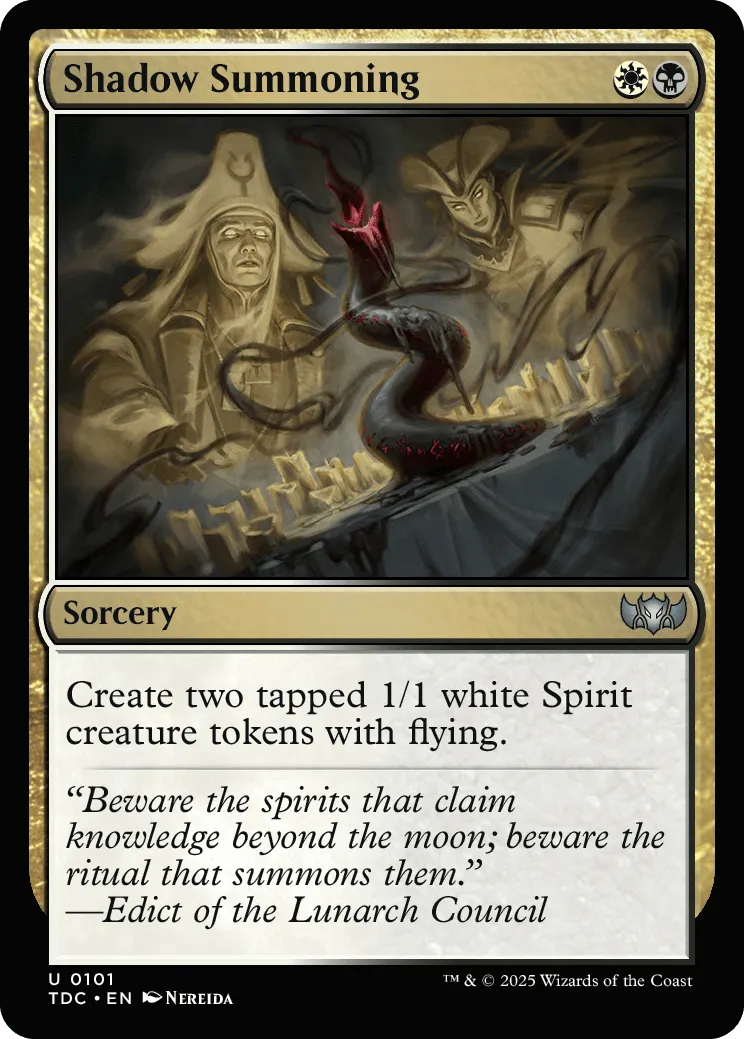 Shadow Summoning
Sorcery
Create two tapped 1/1 white Spirit
creature tokens with flying.
“Beware the spirits that claim
knowledge beyond the moon; beware the
ritual that summons them.”
—Edict of the Lunarch Council
U 0101
TDC • EN NEREIDA
™ & © 2025 Wizards of the Coast